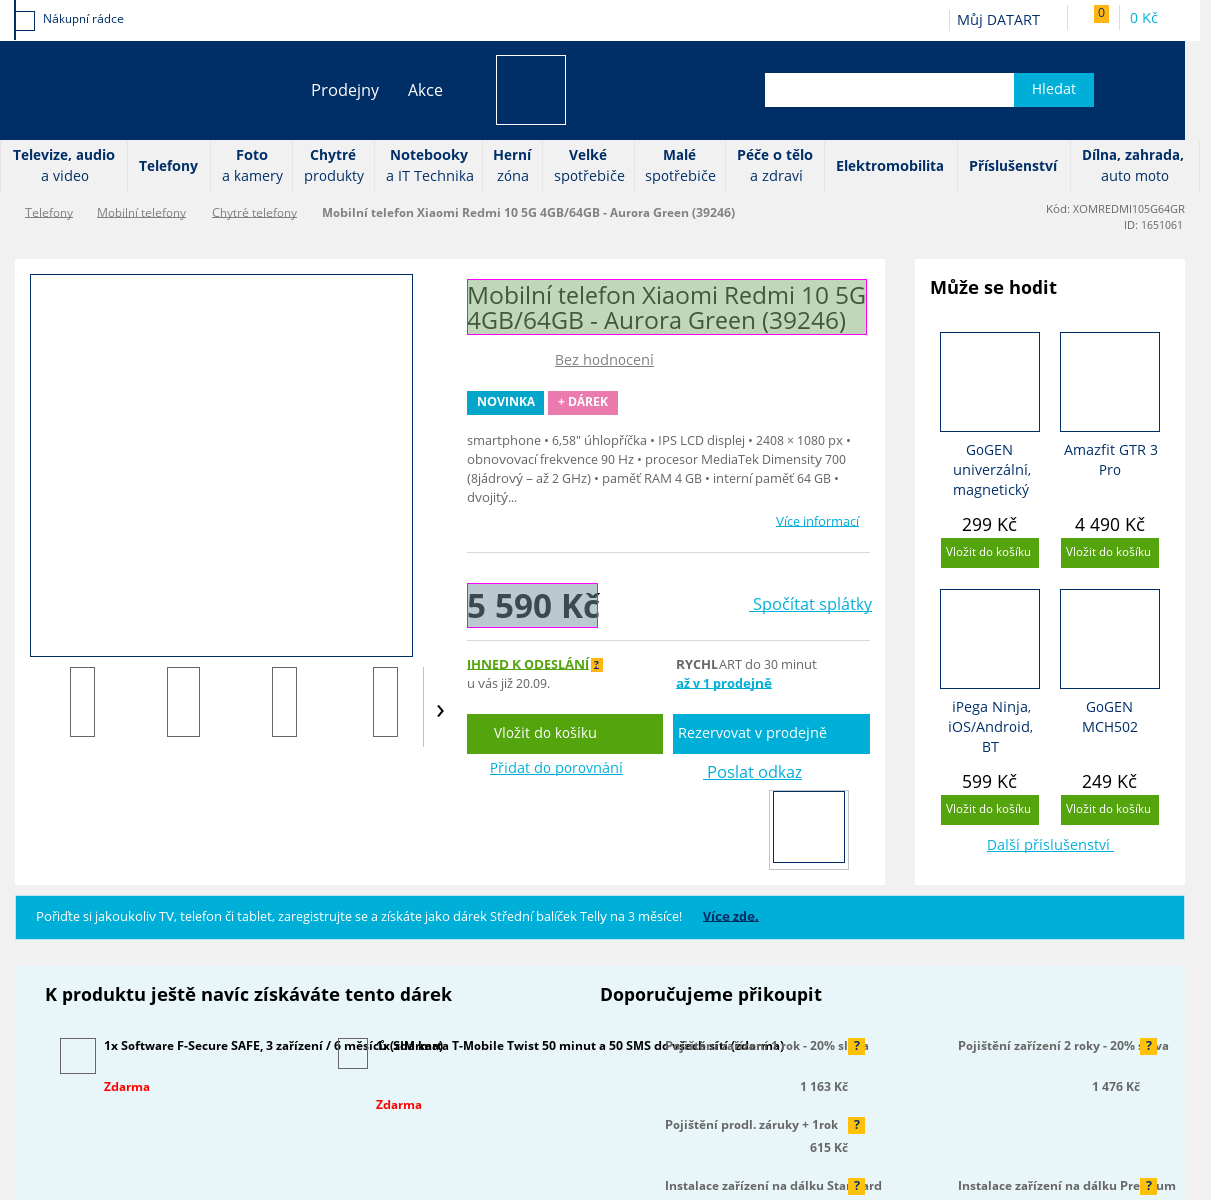 Nákupní rádce
Můj DATART
0
0 Kč
Prodejny
Akce
Hledat
Televize, audio
a video
Telefony
Foto
a kamery
Chytré
produkty
Notebooky
a IT Technika
Herní
zóna
Velké
spotřebiče
Malé
spotřebiče
Péče o tělo
a zdraví
Elektromobilita
Příslušenství
Dílna, zahrada,
auto moto
Telefony
Mobilní telefony
Chytré telefony
Mobilní telefon Xiaomi Redmi 10 5G 4GB/64GB - Aurora Green (39246)
Kód: XOMREDMI105G64GR
ID: 1651061
Mobilní telefon Xiaomi Redmi 10 5G
4GB/64GB - Aurora Green (39246)
Bez hodnocení
NOVINKA
+ DÁREK
smartphone • 6,58" úhlopříčka • IPS LCD displej • 2408 × 1080 px •
obnovovací frekvence 90 Hz • procesor MediaTek Dimensity 700
(8jádrový – až 2 GHz) • paměť RAM 4 GB • interní paměť 64 GB •
dvojitý...
Více informací
5 590 Kč
Spočítat splátky
IHNED K ODESLÁNÍ ?
u vás již 20.09.
RYCHLART do 30 minut
až v 1 prodejně
Vložit do košíku
Rezervovat v prodejně
Přidat do porovnání
Poslat odkaz
Může se hodit
GoGEN
univerzální,
magnetický
299 Kč
Vložit do košíku
Amazfit GTR 3
Pro
4 490 Kč
Vložit do košíku
iPega Ninja,
iOS/Android,
BT
599 Kč
Vložit do košíku
GoGEN
MCH502
249 Kč
Vložit do košíku
Další příslušenství
Pořiďte si jakoukoliv TV, telefon či tablet, zaregistrujte se a získáte jako dárek Střední balíček Telly na 3 měsíce!
Více zde.
K produktu ještě navíc získáváte tento dárek
1x Software F-Secure SAFE, 3 zařízení / 6 měsíců (zdarma)
Zdarma
1x SIM karta T-Mobile Twist 50 minut a 50 SMS do všech sítí (zdarma)
Zdarma
Doporučujeme přikoupit
Pojištění zařízení 1 rok - 20% sleva
?
1 163 Kč
Pojištění zařízení 2 roky - 20% sleva
?
1 476 Kč
Pojištění prodl. záruky + 1rok
?
615 Kč
Instalace zařízení na dálku Standard
?
Instalace zařízení na dálku Premium
?